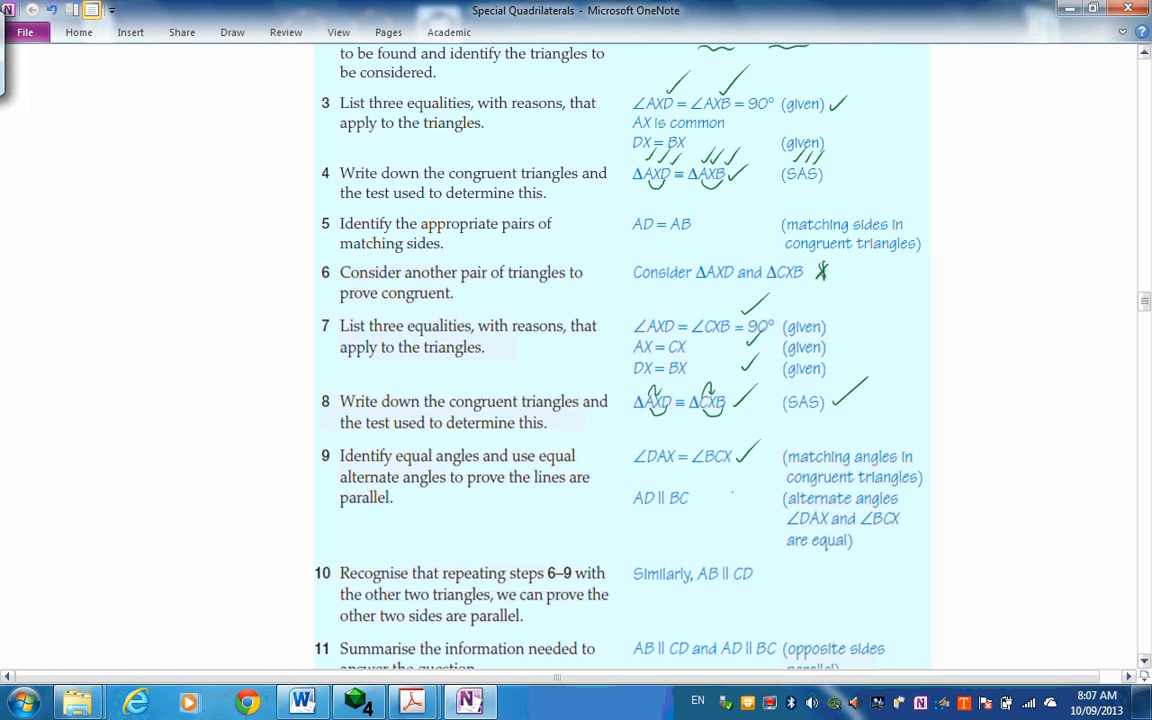 Special Quadrilaterals - Microsoft OneNote
File Home Insert Share Draw Review View Pages Academic
to be found and identify the triangles to
be considered.
3 List three equalities, with reasons, that ∠AXD = ∠AXB = 90° (given)
apply to the triangles. AX is common
DX = BX (given)
4 Write down the congruent triangles and ΔAXD ≡ ΔAXB (SAS)
the test used to determine this.
5 Identify the appropriate pairs of AD = AB (matching sides in
matching sides. congruent triangles)
6 Consider another pair of triangles to Consider ΔAXD and ΔCXB
prove congruent.
7 List three equalities, with reasons, that ∠AXD = ∠CXB = 90° (given)
apply to the triangles. AX = CX (given)
DX = BX (given)
8 Write down the congruent triangles and ΔAXD ≡ ΔCXB (SAS)
the test used to determine this.
9 Identify equal angles and use equal ∠DAX = ∠BCX (matching angles in
alternate angles to prove the lines are congruent triangles)
parallel. AD || BC (alternate angles
∠DAX and ∠BCX
are equal)
10 Recognise that repeating steps 6–9 with Similarly, AB || CD
the other two triangles, we can prove the
other two sides are parallel.
11 Summarise the information needed to AB || CD and AD || BC (opposite sides
answer the question. parallel)
EN
8:07 AM
10/09/2013